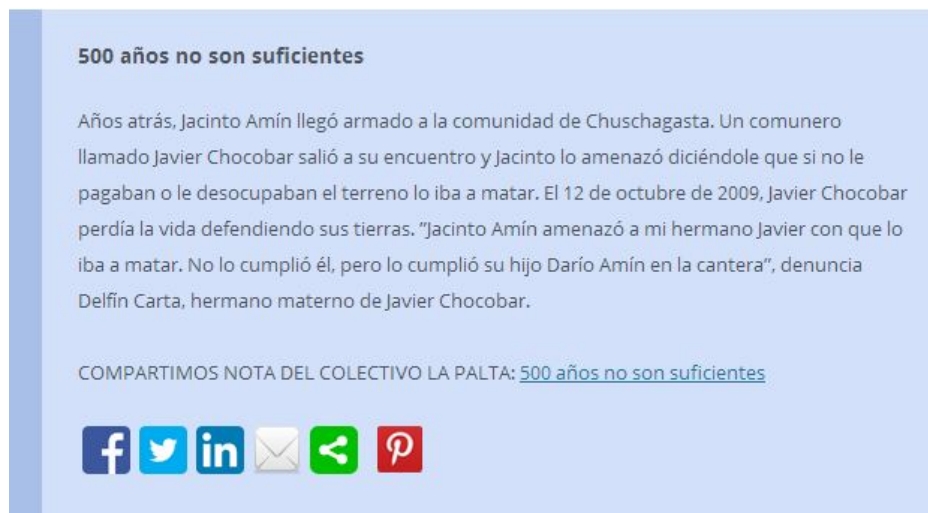 500 años no son suficientes
Años atrás, Jacinto Amín llegó armado a la comunidad de Chuschagasta. Un comunero
llamado Javier Chocobar salió a su encuentro y Jacinto lo amenazó diciéndole que si no le
pagaban o le desocupaban el terreno lo iba a matar. El 12 de octubre de 2009, Javier Chocobar
perdía la vida defendiendo sus tierras. ”Jacinto Amín amenazó a mi hermano Javier con que lo
iba a matar. No lo cumplió él, pero lo cumplió su hijo Darío Amín en la cantera”, denuncia
Delfín Carta, hermano materno de Javier Chocobar.
COMPARTIMOS NOTA DEL COLECTIVO LA PALTA: 500 años no son suficientes